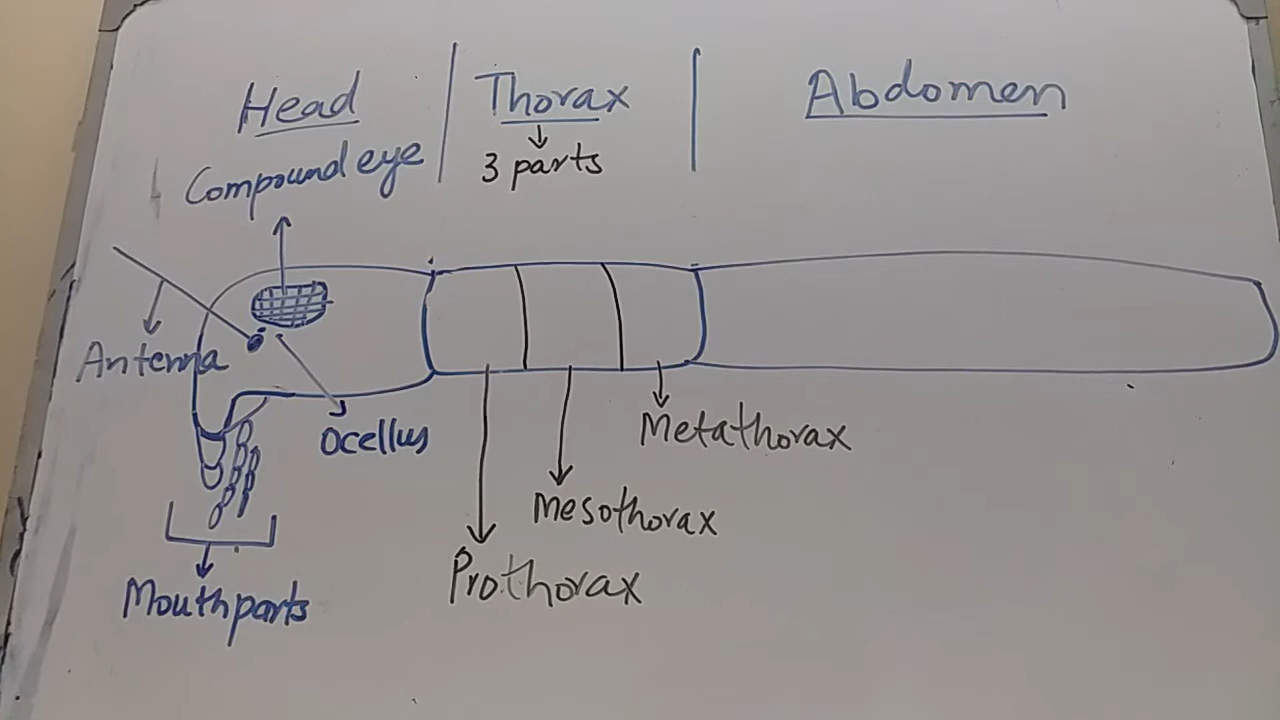 Head
Thorax
Abdomen
3 parts
Compound eye
Antenna
Ocellus
Metathorax
Mesothorax
Prothorax
Mouthparts